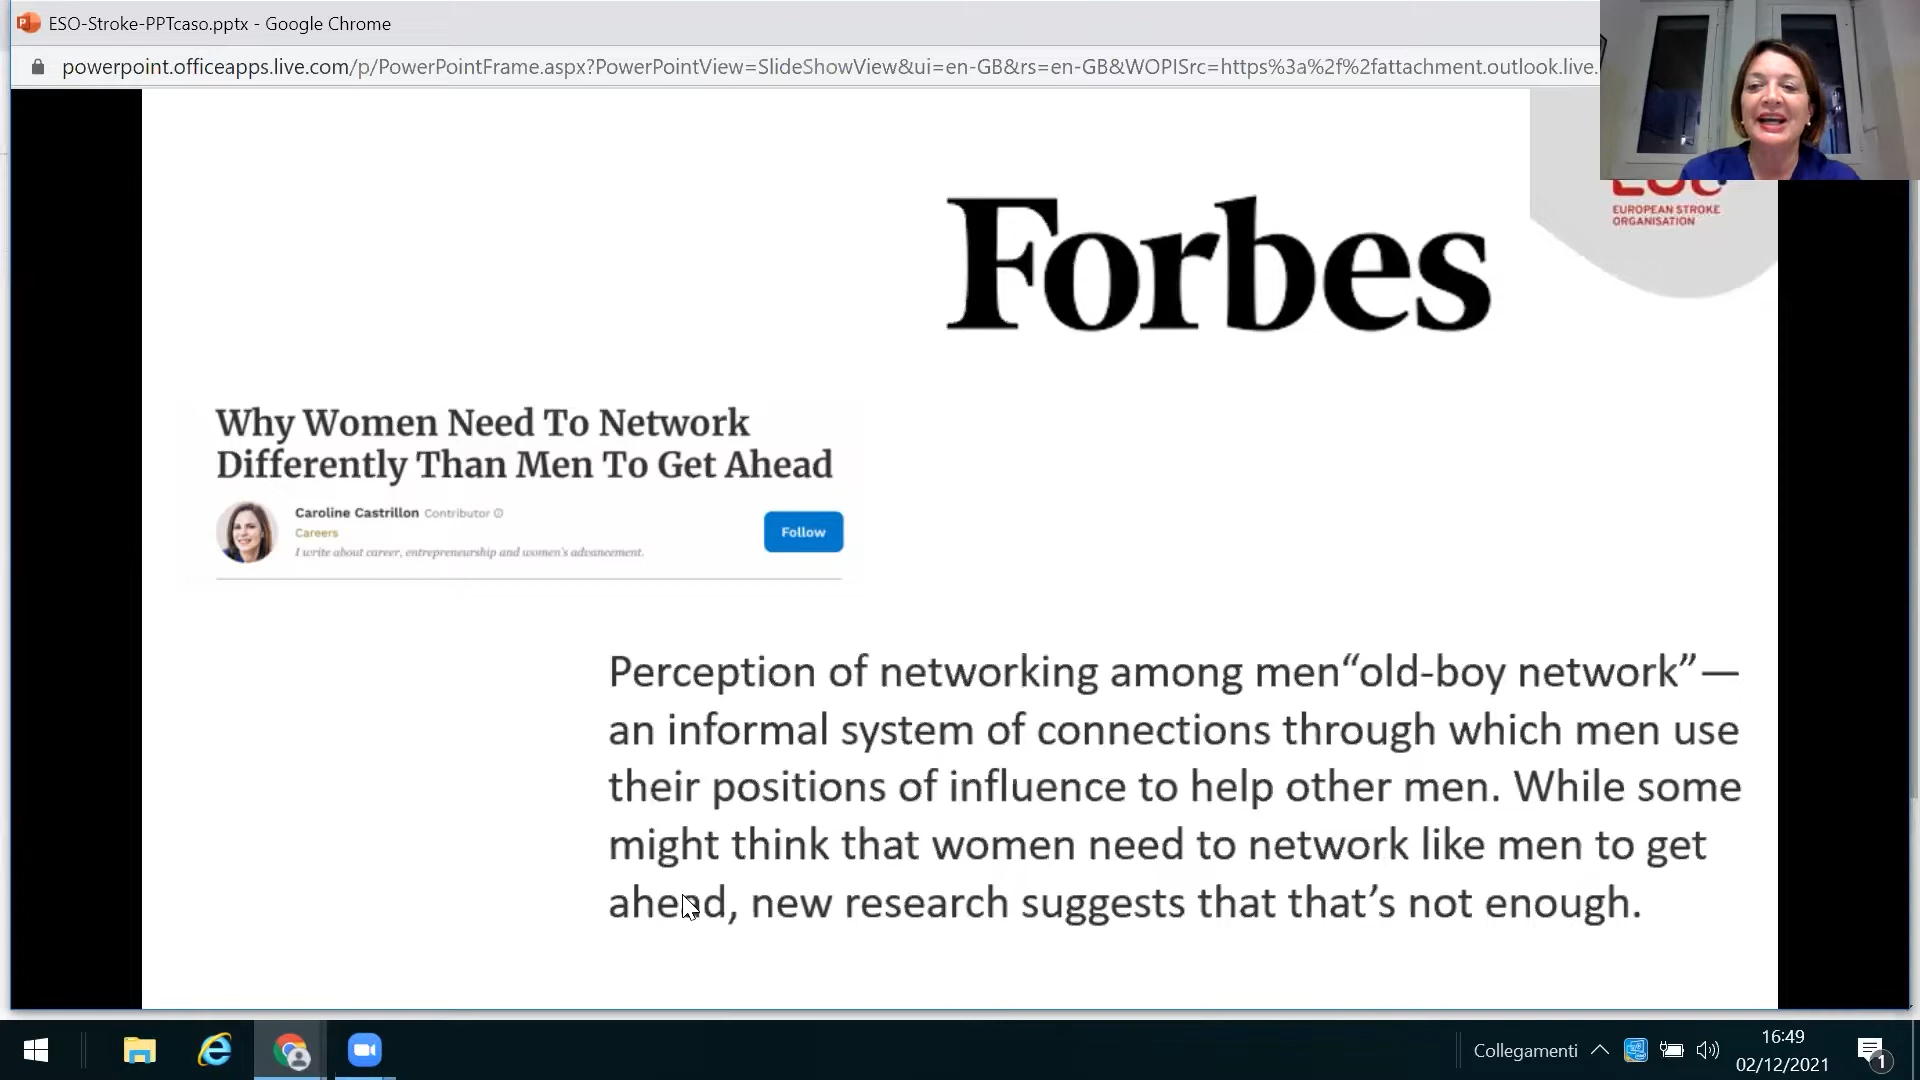 ESO-Stroke-PPTcaso.pptx - Google Chrome
powerpoint.officeapps.live.com/p/PowerPointFrame.aspx?PowerPointView=SlideShowView&ui=en-GB&rs=en-GB&WOPISrc=https%3a%2f%2fattachment.outlook.live.
EUROPEAN STROKE
ORGANISATION
Forbes
Why Women Need To Network
Differently Than Men To Get Ahead
Caroline Castrillon Contributor
Careers
I write about career, entrepreneurship and women's advancement.
Follow
Perception of networking among men“old-boy network”—
an informal system of connections through which men use
their positions of influence to help other men. While some
might think that women need to network like men to get
ahead, new research suggests that that’s not enough.
Collegamenti
16:49
02/12/2021
1